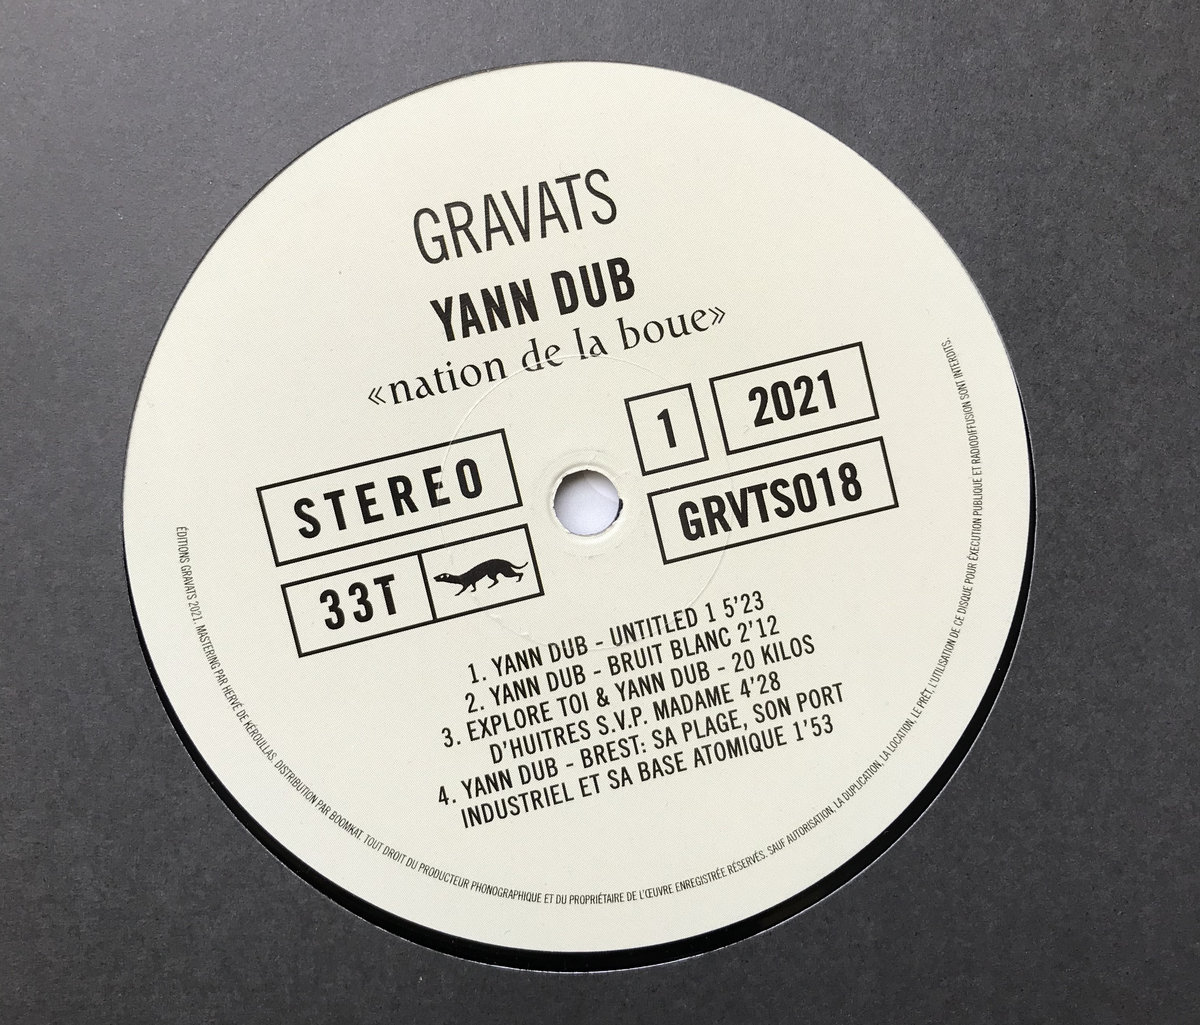 GRAVATS
YANN DUB
«nation de la boue»
STEREO
1
2021
33T
GRVTS018
1. YANN DUB - UNTITLED 1 5'23
2. YANN DUB - BRUIT BLANC 2'12
3. EXPLORE TOI & YANN DUB - 20 KILOS
D'HUITRES S.V.P. MADAME 4'28
4. YANN DUB - BREST: SA PLAGE, SON PORT
INDUSTRIEL ET SA BASE ATOMIQUE 1'53
ÉDITIONS GRAVATS 2021. MASTERING PAR HERVÉ DE KÉROULLAS. DISTRIBUTION PAR BOOMKAT. TOUT DROIT DU PRODUCTEUR PHONOGRAPHIQUE ET DU PROPRIÉTAIRE DE L'ŒUVRE ENREGISTRÉE RÉSERVÉS. SAUF AUTORISATION, LA DUPLICATION, LA LOCATION, LE PRÊT, L'UTILISATION DE CE DISQUE POUR ÉXECUTION PUBLIQUE ET RADIODIFFUSION SONT INTERDITS.